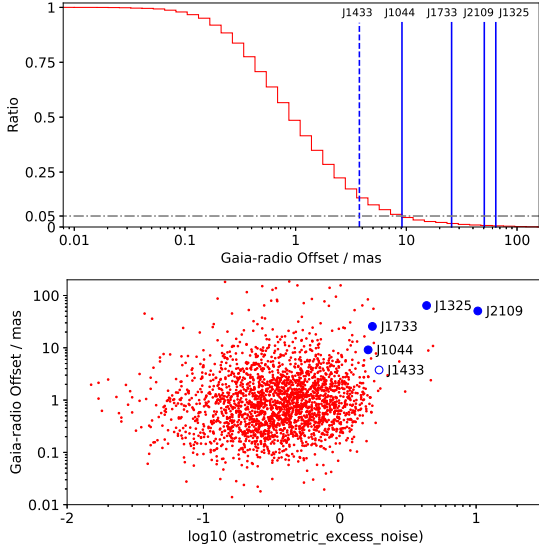 J1433 J1044 J1733 J2109 J1325
1
0.75
0.5
0.25
0.05
0
Ratio
0.01 0.1 1 10 100
Gaia-radio Offset / mas
100
10
1
0.1
0.01
Gaia-radio Offset / mas
J1325
J2109
J1733
J1044
J1433
-2 -1 0 1
log10 (astrometric_excess_noise)